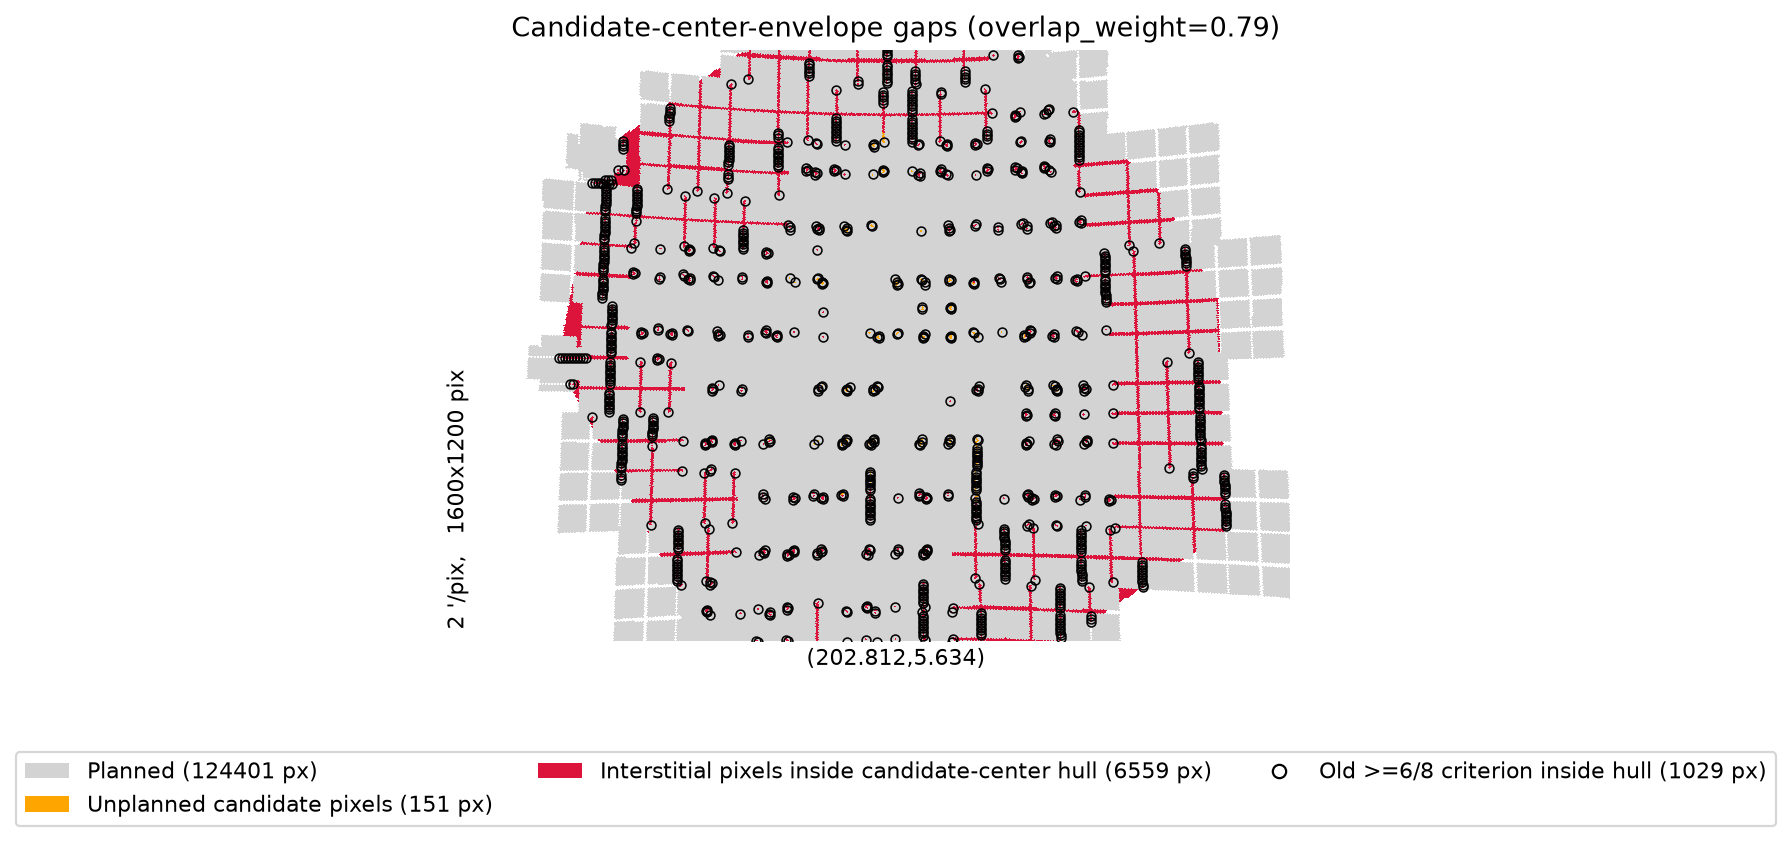 Candidate-center-envelope gaps (overlap_weight=0.79)
2 '/pix,   1600x1200 pix
(202.812,5.634)
Planned (124401 px)
Unplanned candidate pixels (151 px)
Interstitial pixels inside candidate-center hull (6559 px)
Old >=6/8 criterion inside hull (1029 px)